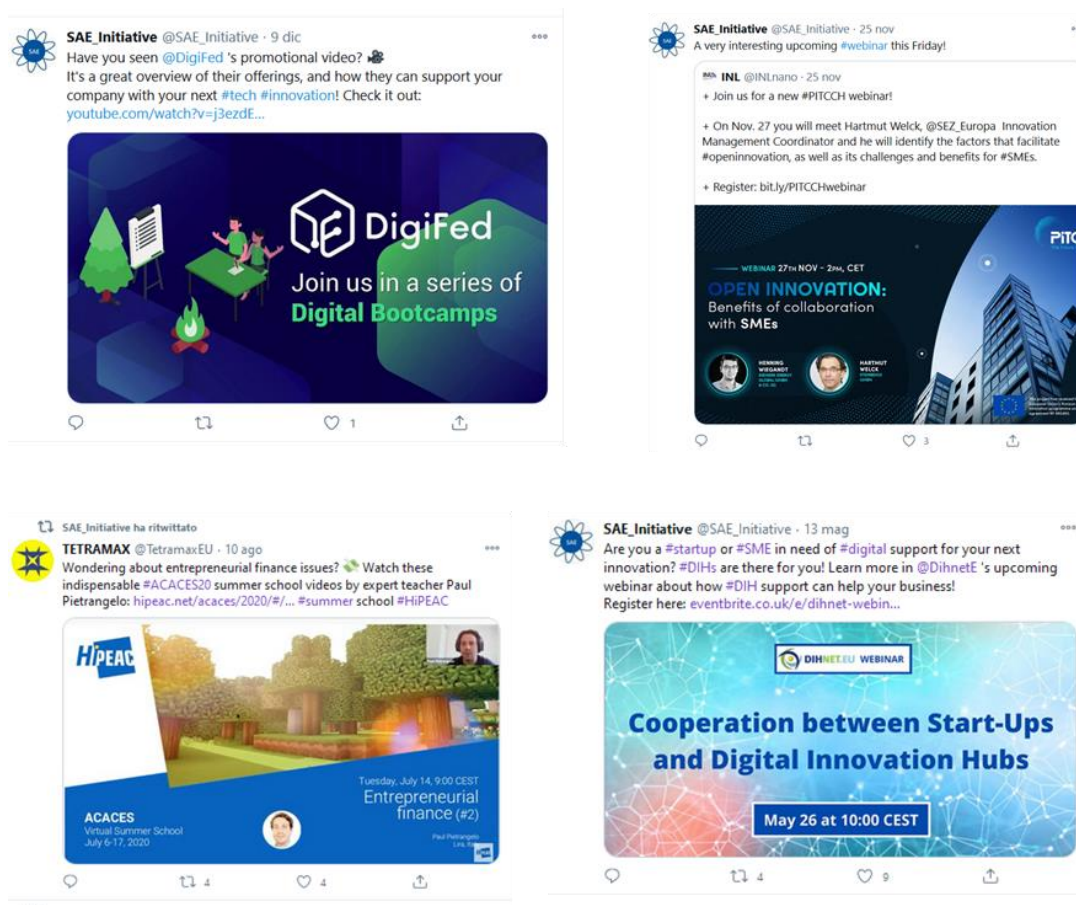 SAE_Initiative @SAE_Initiative · 9 dic
Have you seen @DigiFed 's promotional video?
It's a great overview of their offerings, and how they can support your
company with your next #tech #innovation! Check it out:
youtube.com/watch?v=j3ezdE...
DigiFed
Join us in a series of
Digital Bootcamps
1
SAE_Initiative @SAE_Initiative · 25 nov
A very interesting upcoming #webinar this Friday!
INL @INLnano · 25 nov
+ Join us for a new #PITCCH webinar!
+ On Nov. 27 you will meet Hartmut Welck, @SEZ_Europa Innovation
Management Coordinator and he will identify the factors that facilitate
#openinnovation, as well as its challenges and benefits for #SMEs.
+ Register: bit.ly/PITCCHwebinar
PITC
WEBINAR 27TH NOV - 2PM, CET
OPEN INNOVATION:
Benefits of collaboration
with SMEs
HENNING
WIEGANDT
HARTMUT
WELCK
3
SAE_Initiative ha ritwittato
TETRAMAX @TetramaxEU · 10 ago
Wondering about entrepreneurial finance issues? Watch these
indispensable #ACACES20 summer school videos by expert teacher Paul
Pietrangelo: hipeac.net/acaces/2020/#/... #summer school #HiPEAC
HiPEAC
Tuesday, July 14, 9:00 CEST
Entrepreneurial
finance (#2)
ACACES
Virtual Summer School
July 6-17, 2020
Paul Pietrangelo
4 4
SAE_Initiative @SAE_Initiative · 13 mag
Are you a #startup or #SME in need of #digital support for your next
innovation? #DIHs are there for you! Learn more in @DihnetE 's upcoming
webinar about how #DIH support can help your business!
Register here: eventbrite.co.uk/e/dihnet-webin...
DIHNET.EU WEBINAR
Cooperation between Start-Ups
and Digital Innovation Hubs
May 26 at 10:00 CEST
4 9